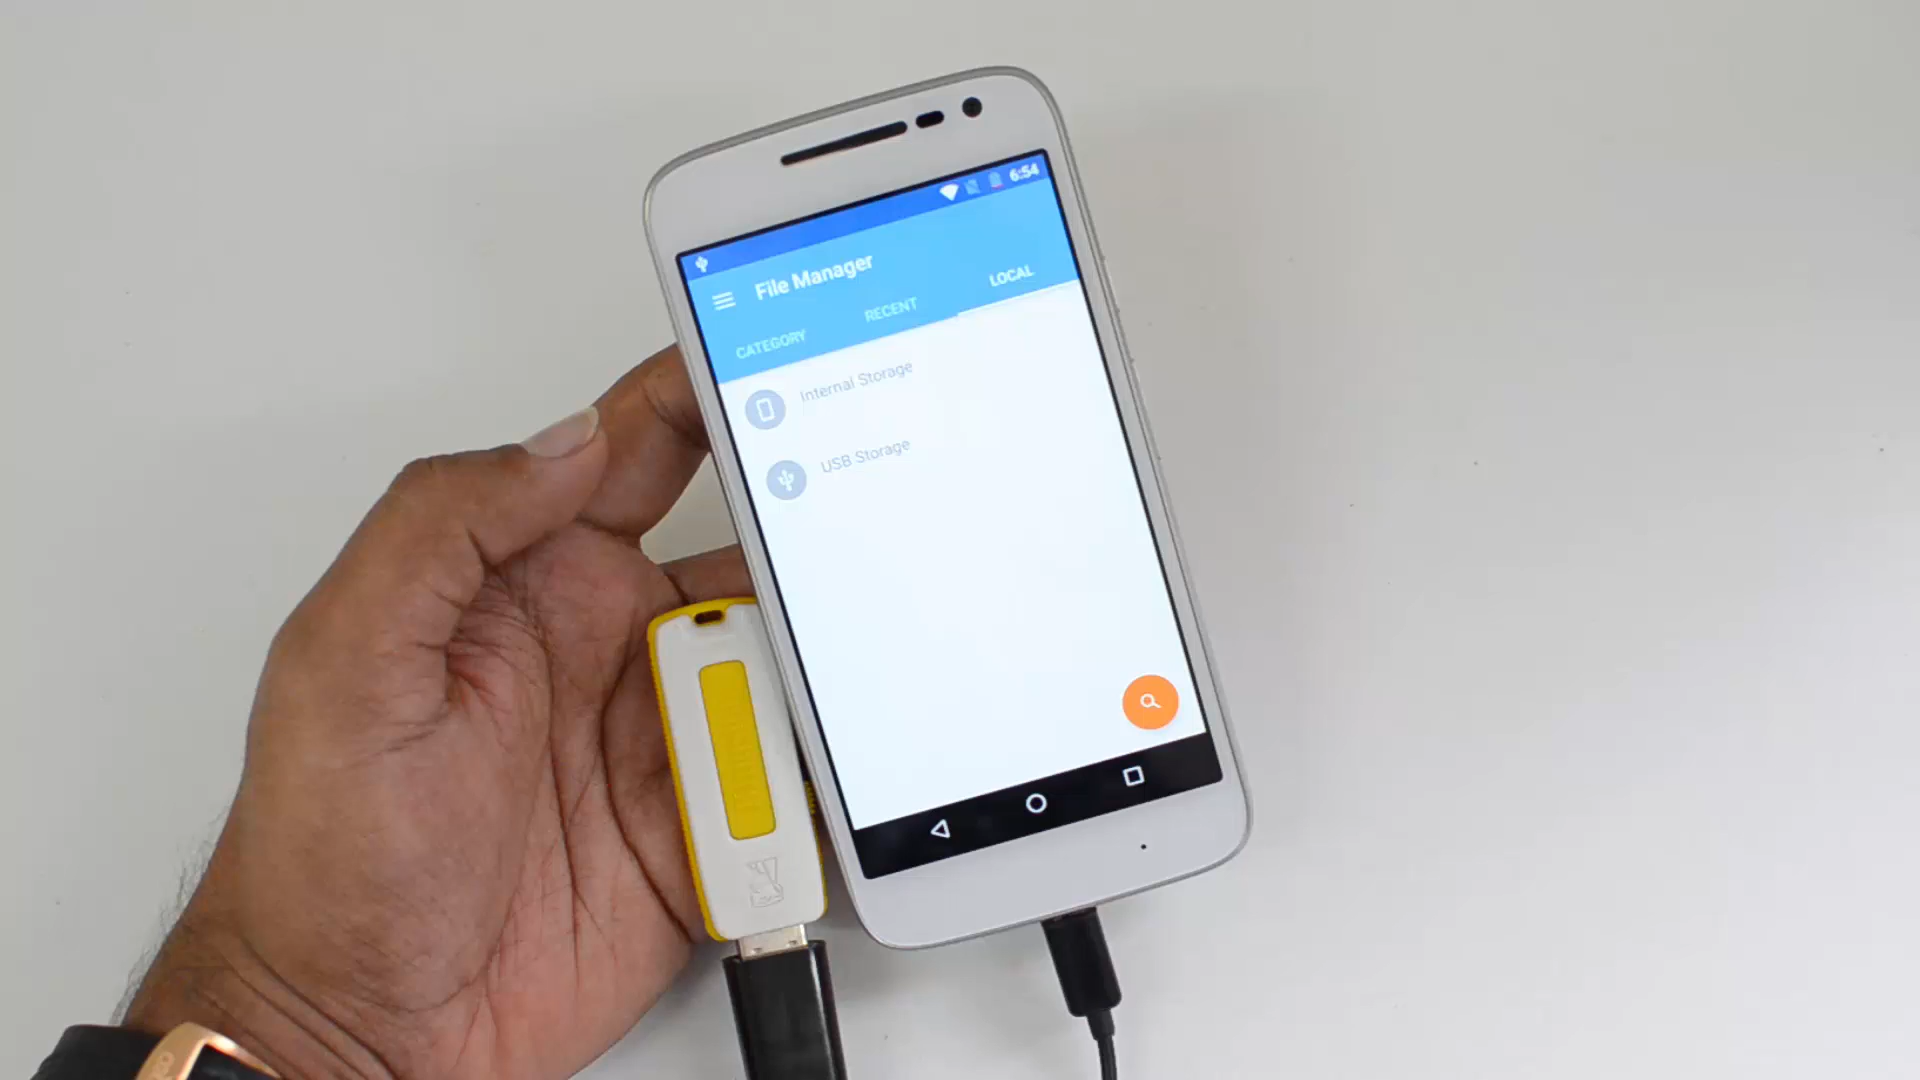 6:54
File Manager
CATEGORY RECENT LOCAL
Internal Storage
USB Storage